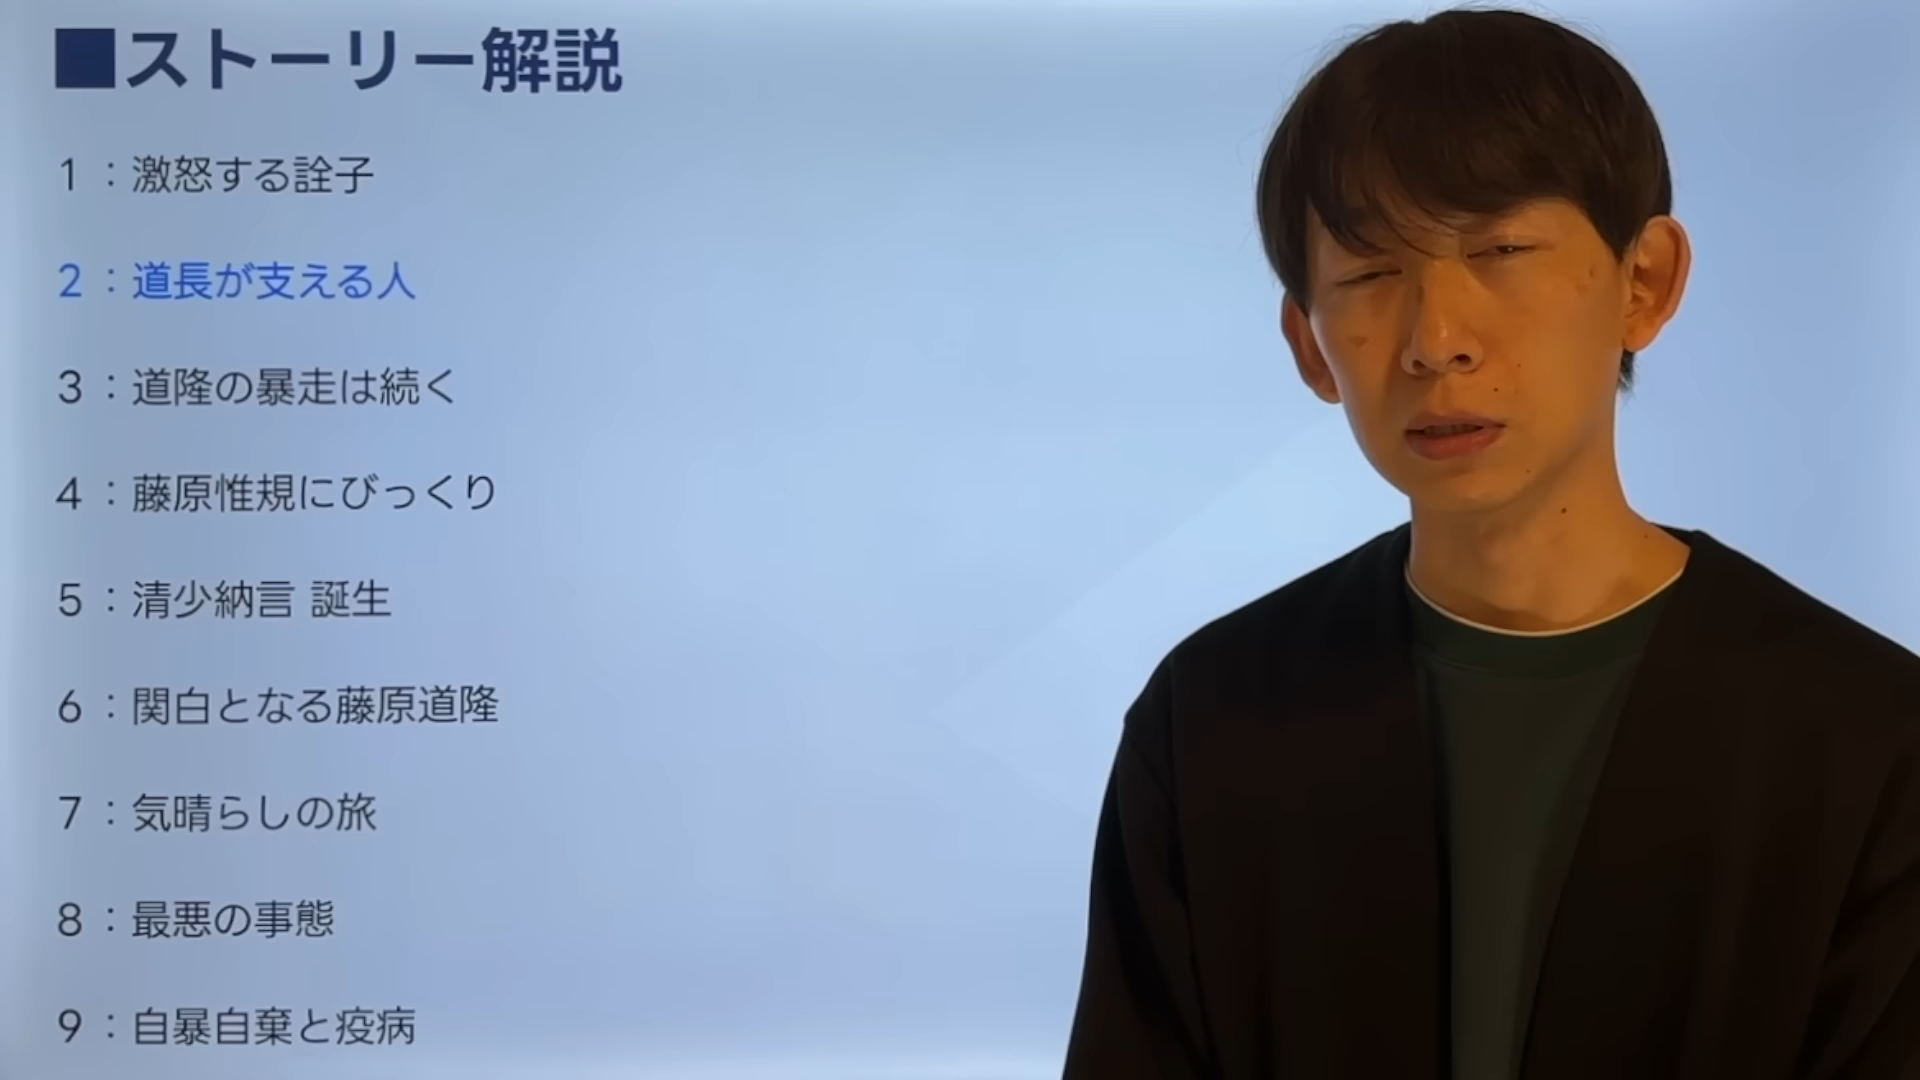 ■ストーリー解説
1：激怒する詮子
2：道長が支える人
3：道隆の暴走は続く
4：藤原惟規にびっくり
5：清少納言 誕生
6：関白となる藤原道隆
7：気晴らしの旅
8：最悪の事態
9：自暴自棄と疫病